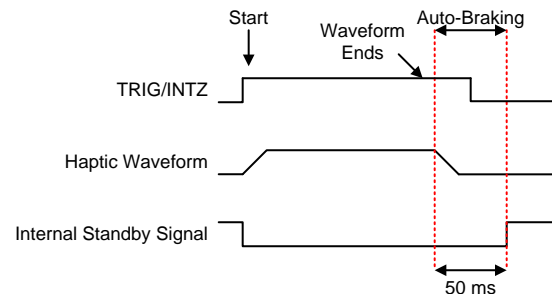 Start
Auto-Braking
Waveform
Ends
TRIG/INTZ
Haptic Waveform
Internal Standby Signal
50 ms